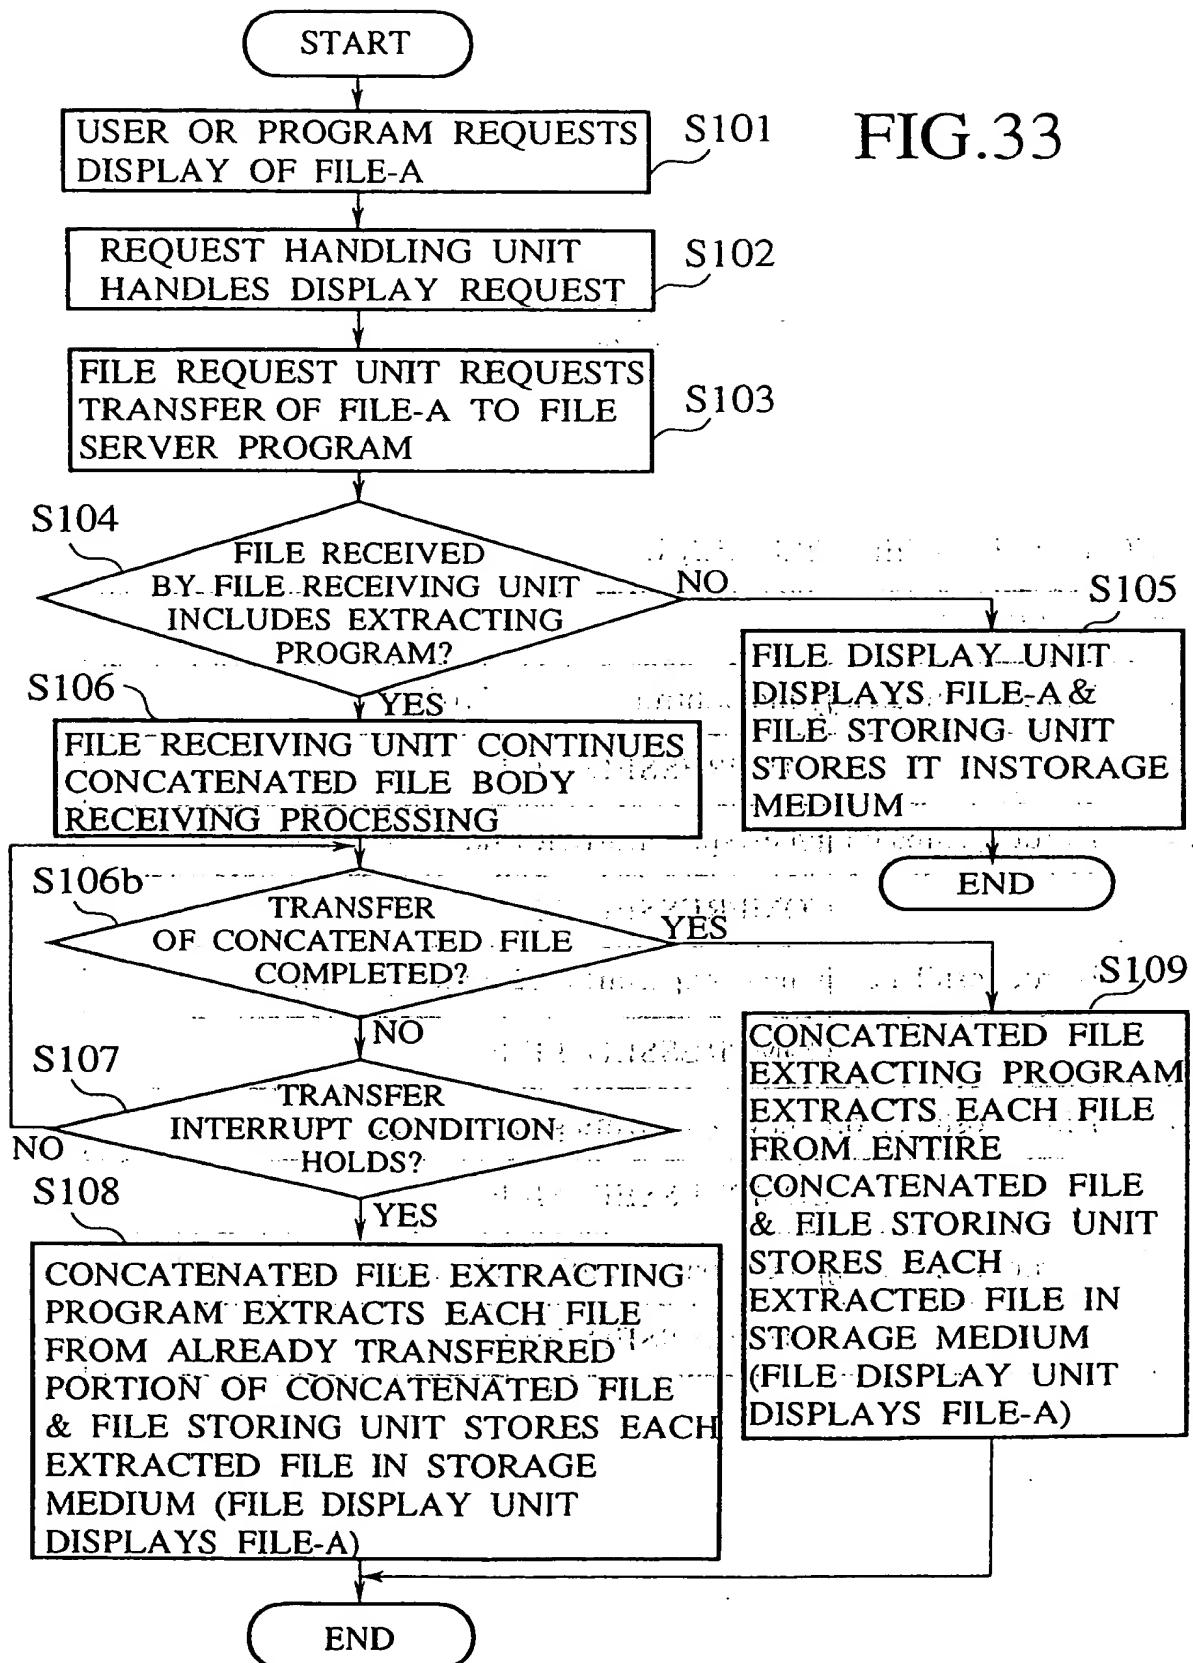 START
FIG.33
USER OR PROGRAM REQUESTS
DISPLAY OF FILE-A
S101
REQUEST HANDLING UNIT
HANDLES DISPLAY REQUEST
S102
FILE REQUEST UNIT REQUESTS
TRANSFER OF FILE-A TO FILE
SERVER PROGRAM
S103
S104
FILE RECEIVED
BY FILE RECEIVING UNIT
INCLUDES EXTRACTING
PROGRAM?
NO
YES
S105
FILE DISPLAY UNIT
DISPLAYS FILE-A &
FILE STORING UNIT
STORES IT INSTORAGE
MEDIUM
END
S106
FILE RECEIVING UNIT CONTINUES
CONCATENATED FILE BODY
RECEIVING PROCESSING
S106b
TRANSFER
OF CONCATENATED FILE
COMPLETED?
YES
NO
S107
TRANSFER
INTERRUPT CONDITION
HOLDS?
NO
YES
S108
CONCATENATED FILE EXTRACTING
PROGRAM EXTRACTS EACH FILE
FROM ALREADY TRANSFERRED
PORTION OF CONCATENATED FILE
& FILE STORING UNIT STORES EACH
EXTRACTED FILE IN STORAGE
MEDIUM (FILE DISPLAY UNIT
DISPLAYS FILE-A)
S109
CONCATENATED FILE
EXTRACTING PROGRAM
EXTRACTS EACH FILE
FROM ENTIRE
CONCATENATED FILE
& FILE STORING UNIT
STORES EACH
EXTRACTED FILE IN
STORAGE MEDIUM
(FILE DISPLAY UNIT
DISPLAYS FILE-A)
END